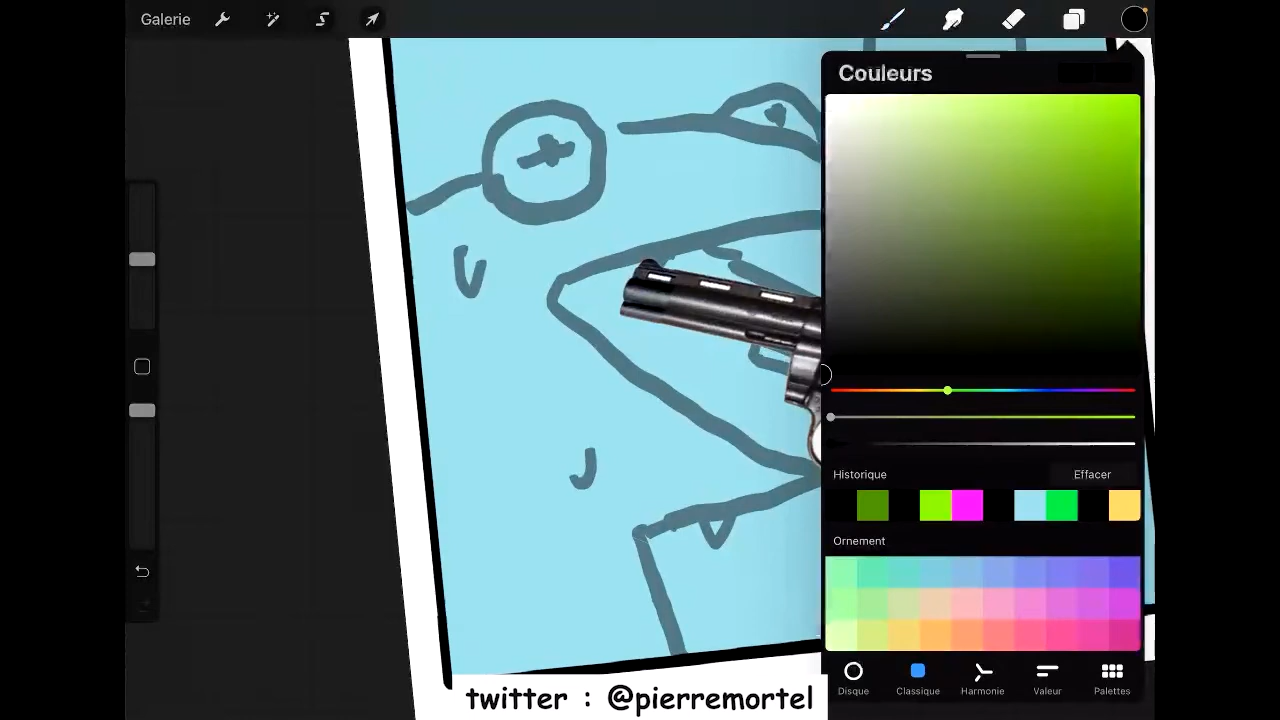 Galerie
Couleurs
Historique
Effacer
Ornement
Disque
Classique
Harmonie
Valeur
Palettes
twitter : @pierremortel